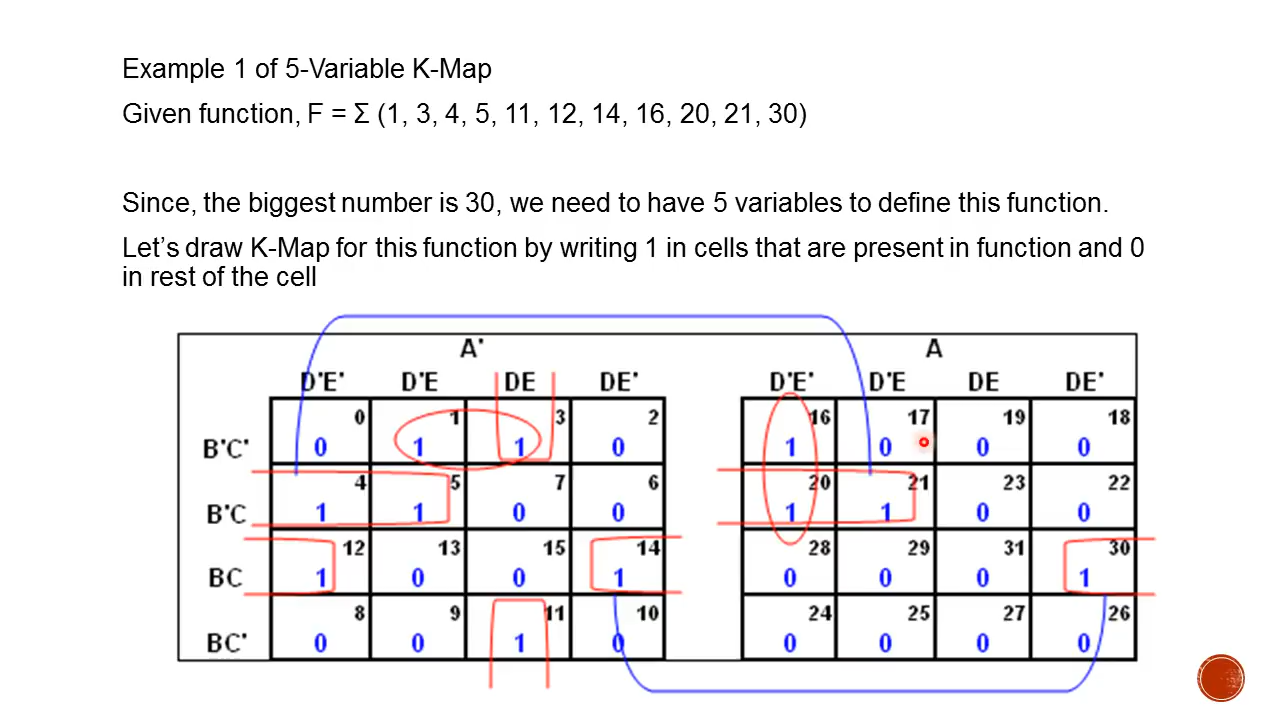 Example 1 of 5-Variable K-Map
Given function, F = Σ (1, 3, 4, 5, 11, 12, 14, 16, 20, 21, 30)
Since, the biggest number is 30, we need to have 5 variables to define this function.
Let’s draw K-Map for this function by writing 1 in cells that are present in function and 0
in rest of the cell
A' A
D'E' D'E DE DE' D'E' D'E DE DE'
0 1 3 2 16 17 19 18
B'C' 0 1 1 0 1 0 0 0
4 5 7 6 20 21 23 22
B'C 1 1 0 0 1 1 0 0
12 13 15 14 28 29 31 30
BC 1 0 0 1 0 0 0 1
8 9 11 10 24 25 27 26
BC' 0 0 1 0 0 0 0 0